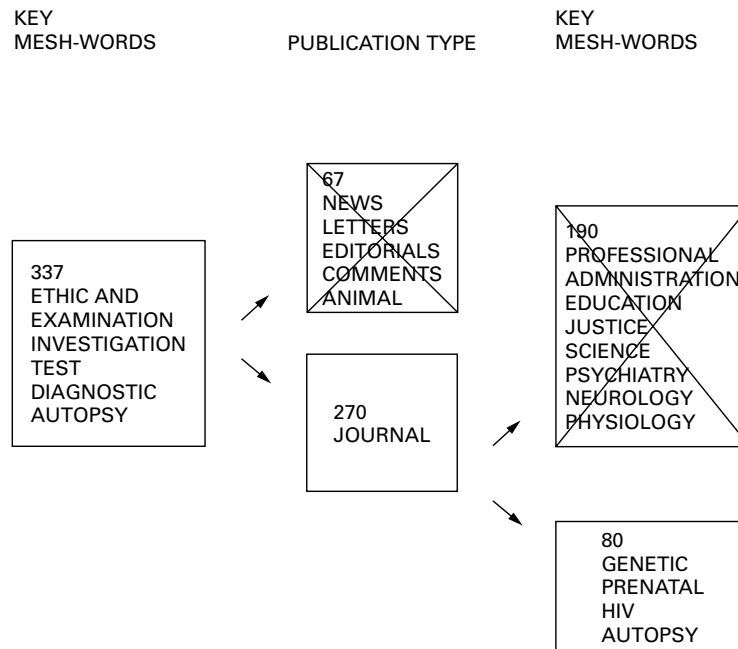 KEY
MESH-WORDS
PUBLICATION TYPE
KEY
MESH-WORDS
337
ETHIC AND
EXAMINATION
INVESTIGATION
TEST
DIAGNOSTIC
AUTOPSY
67
NEWS
LETTERS
EDITORIALS
COMMENTS
ANIMAL
270
JOURNAL
190
PROFESSIONAL
ADMINISTRATION
EDUCATION
JUSTICE
SCIENCE
PSYCHIATRY
NEUROLOGY
PHYSIOLOGY
80
GENETIC
PRENATAL
HIV
AUTOPSY